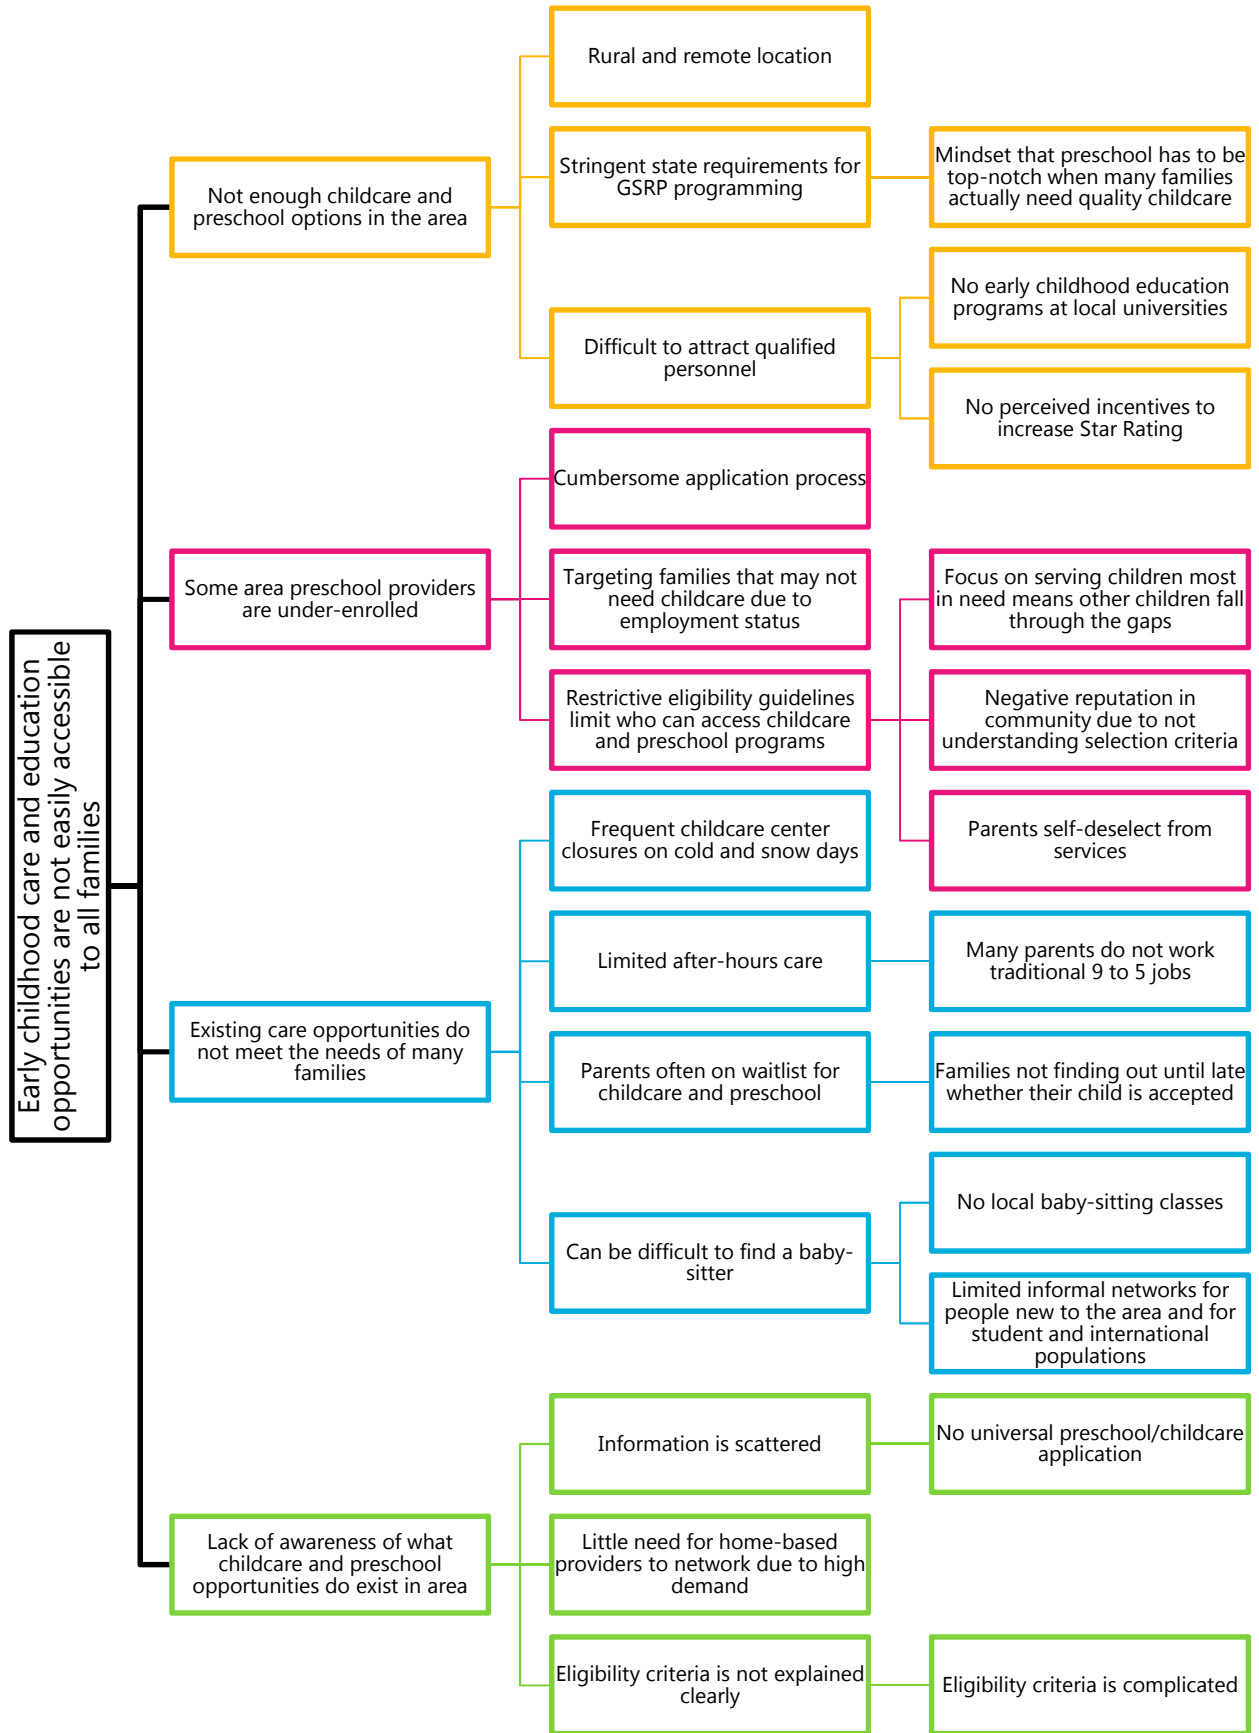 Early childhood care and education
opportunities are not easily accessible
to all families
Not enough childcare and
preschool options in the area
Rural and remote location
Stringent state requirements for
GSRP programming
Mindset that preschool has to be
top-notch when many families
actually need quality childcare
Difficult to attract qualified
personnel
No early childhood education
programs at local universities
No perceived incentives to
increase Star Rating
Some area preschool providers
are under-enrolled
Cumbersome application process
Targeting families that may not
need childcare due to
employment status
Restrictive eligibility guidelines
limit who can access childcare
and preschool programs
Focus on serving children most
in need means other children fall
through the gaps
Negative reputation in
community due to not
understanding selection criteria
Parents self-deselect from
services
Existing care opportunities do
not meet the needs of many
families
Frequent childcare center
closures on cold and snow days
Limited after-hours care
Many parents do not work
traditional 9 to 5 jobs
Parents often on waitlist for
childcare and preschool
Families not finding out until late
whether their child is accepted
Can be difficult to find a baby-
sitter
No local baby-sitting classes
Limited informal networks for
people new to the area and for
student and international
populations
Lack of awareness of what
childcare and preschool
opportunities do exist in area
Information is scattered
No universal preschool/childcare
application
Little need for home-based
providers to network due to high
demand
Eligibility criteria is not explained
clearly
Eligibility criteria is complicated